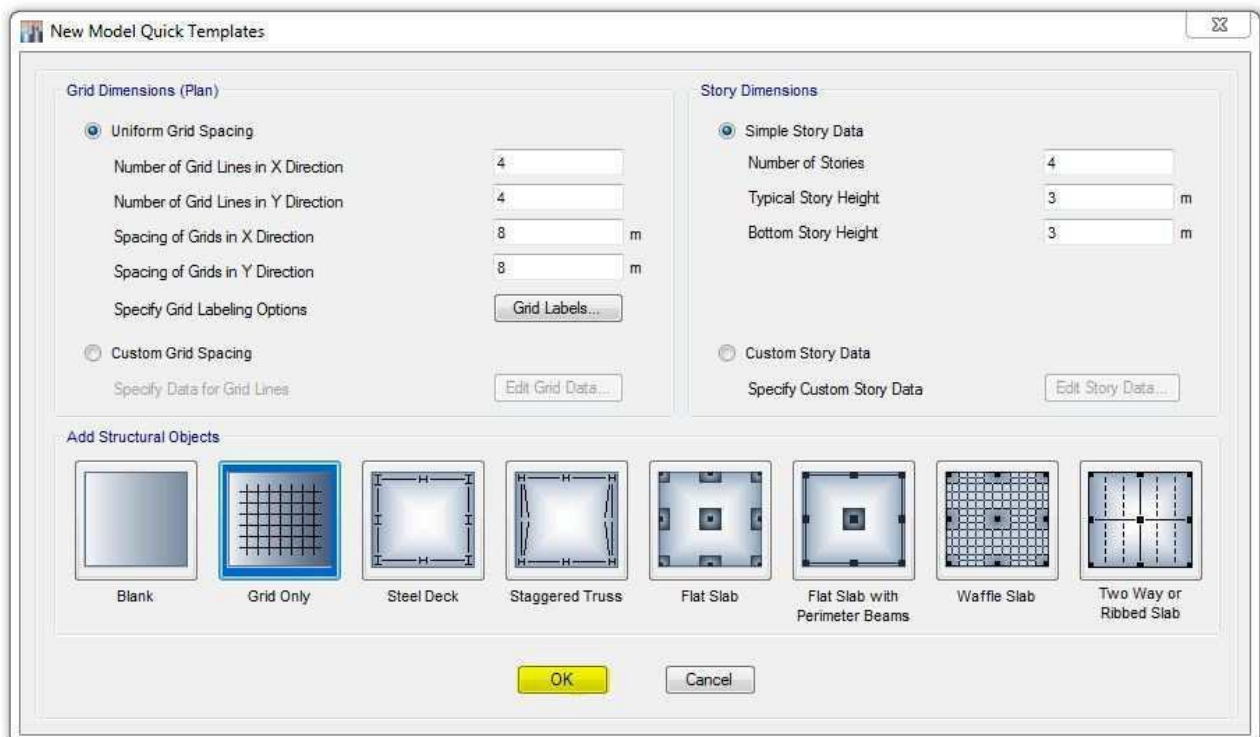 New Model Quick Templates
Grid Dimensions (Plan)
Uniform Grid Spacing
Number of Grid Lines in X Direction 4
Number of Grid Lines in Y Direction 4
Spacing of Grids in X Direction 8 m
Spacing of Grids in Y Direction 8 m
Specify Grid Labeling Options Grid Labels...
Custom Grid Spacing
Specify Data for Grid Lines Edit Grid Data...
Story Dimensions
Simple Story Data
Number of Stories 4
Typical Story Height 3 m
Bottom Story Height 3 m
Custom Story Data
Specify Custom Story Data Edit Story Data...
Add Structural Objects
Blank
Grid Only
Steel Deck
Staggered Truss
Flat Slab
Flat Slab with
Perimeter Beams
Waffle Slab
Two Way or
Ribbed Slab
OK Cancel